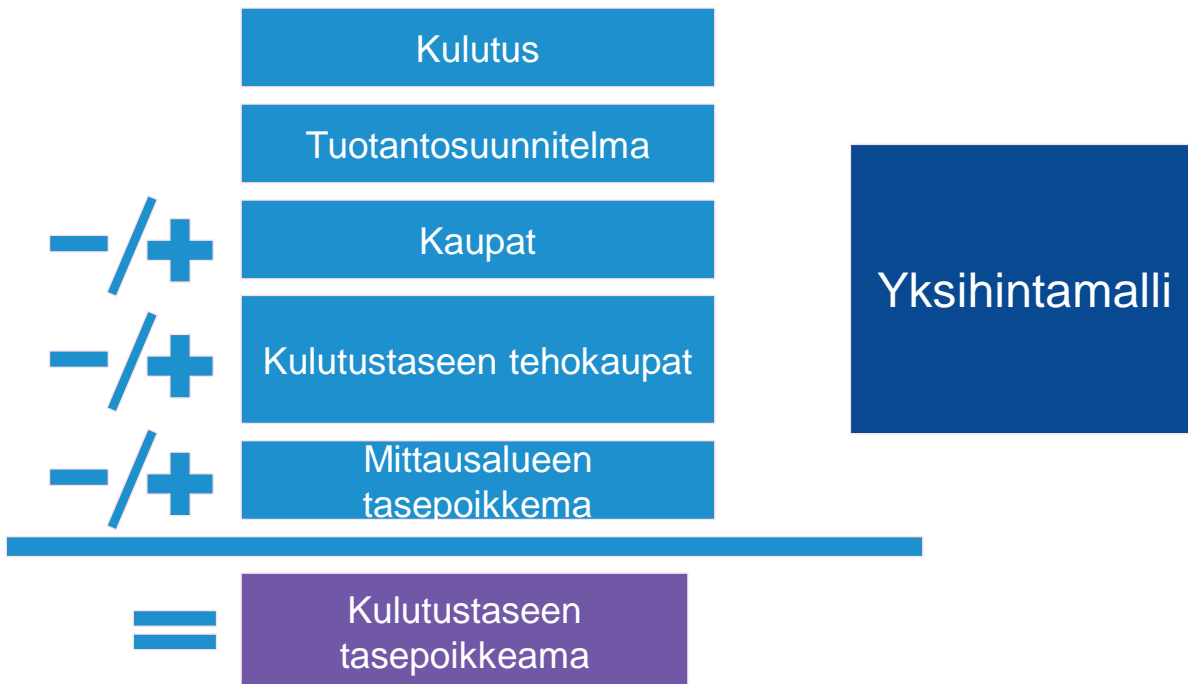 Kulutus
Tuotantosuunnitelma
−/+ Kaupat
−/+ Kulutustaseen tehokaupat
−/+ Mittausalueen
tasepoikkema
= Kulutustaseen
tasepoikkeama
Yksihintamalli